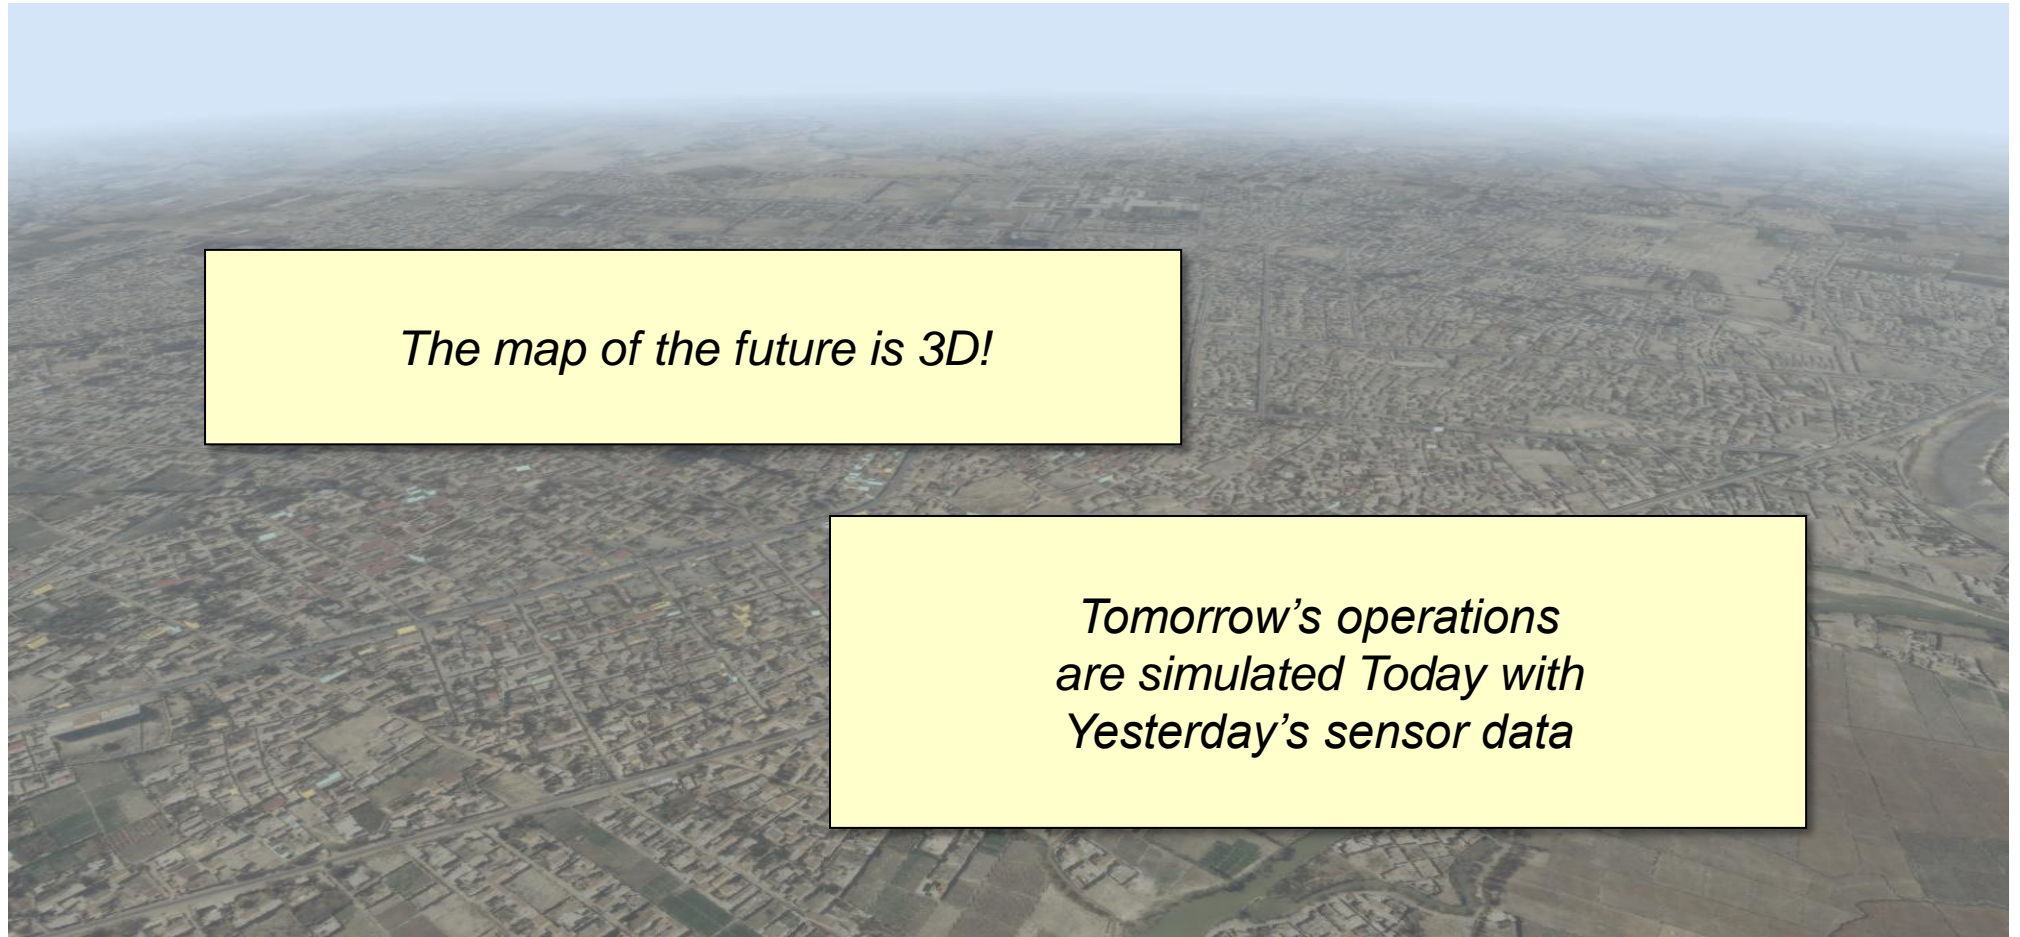 The map of the future is 3D!
Tomorrow’s operations
are simulated Today with
Yesterday’s sensor data